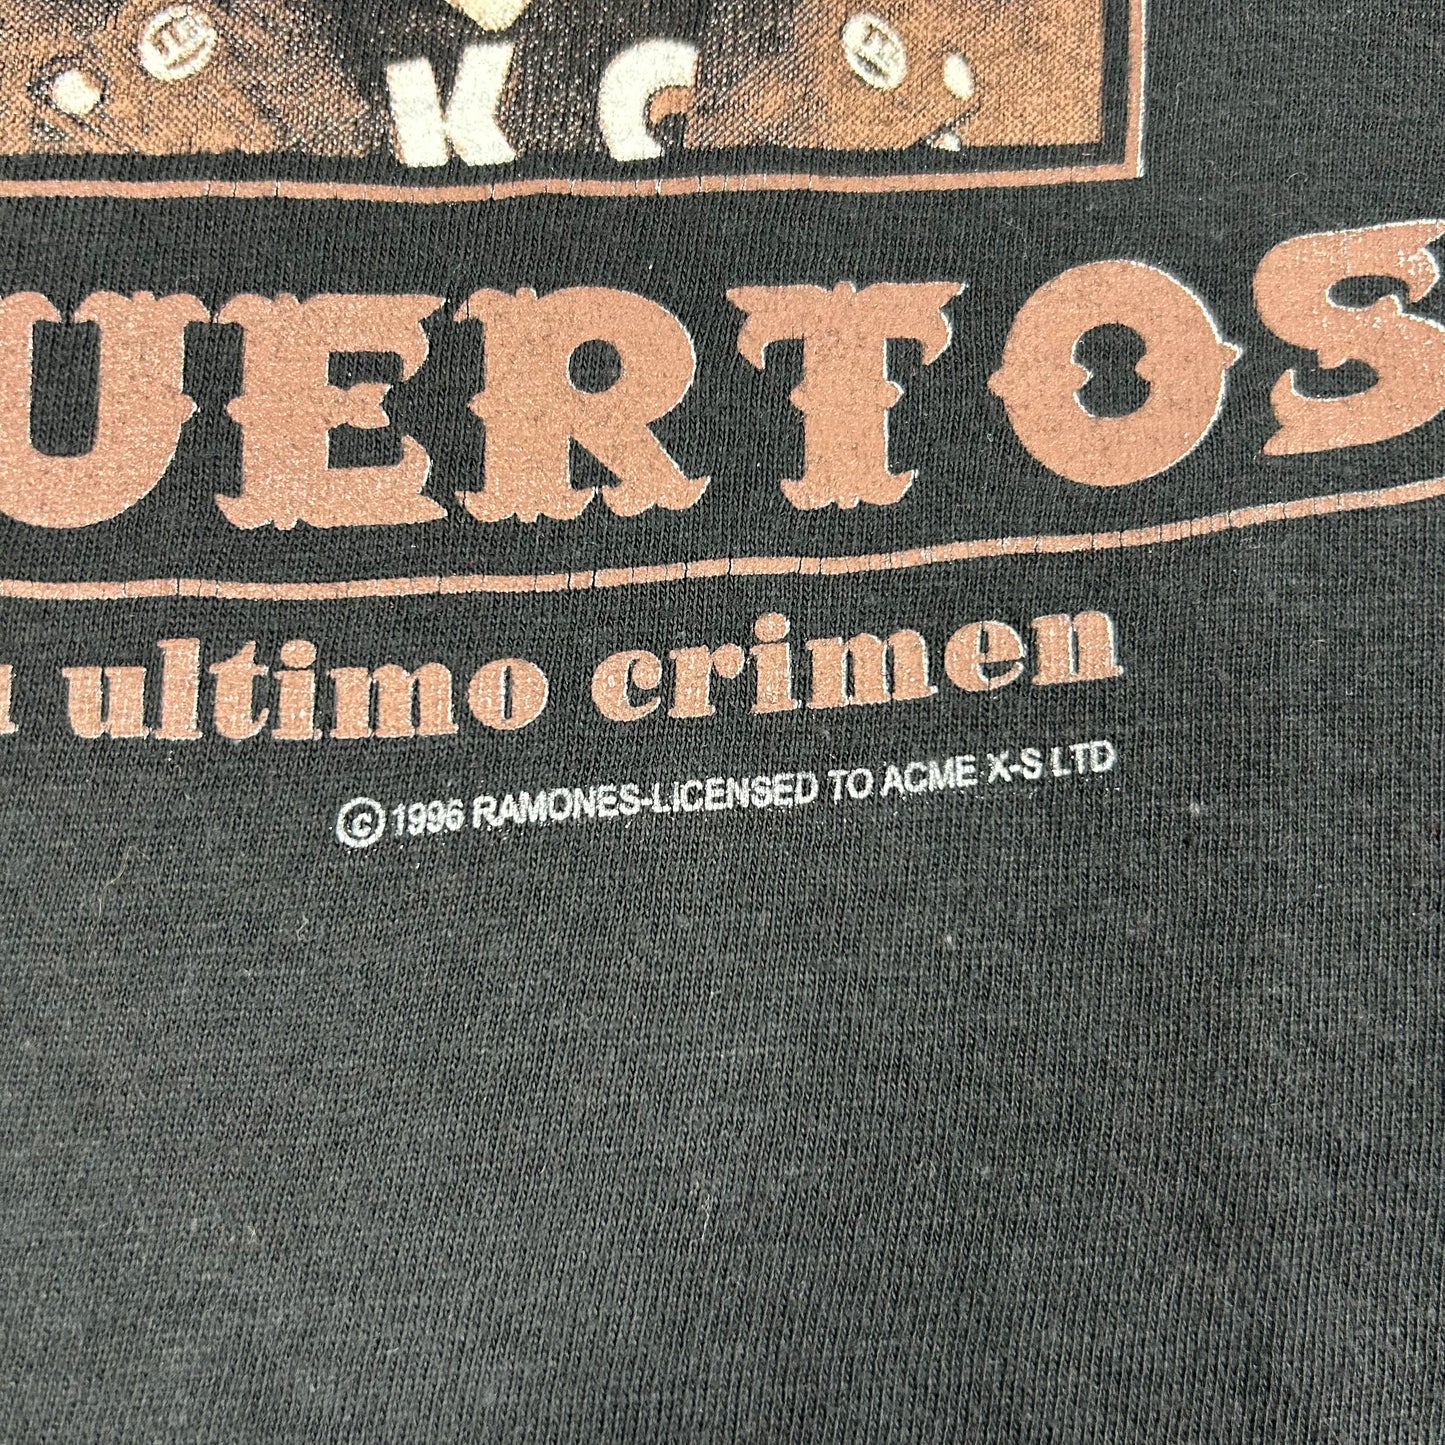 K C
UERTOS
ultimo crimen
© 1996 RAMONES-LICENSED TO ACME X-S LTD